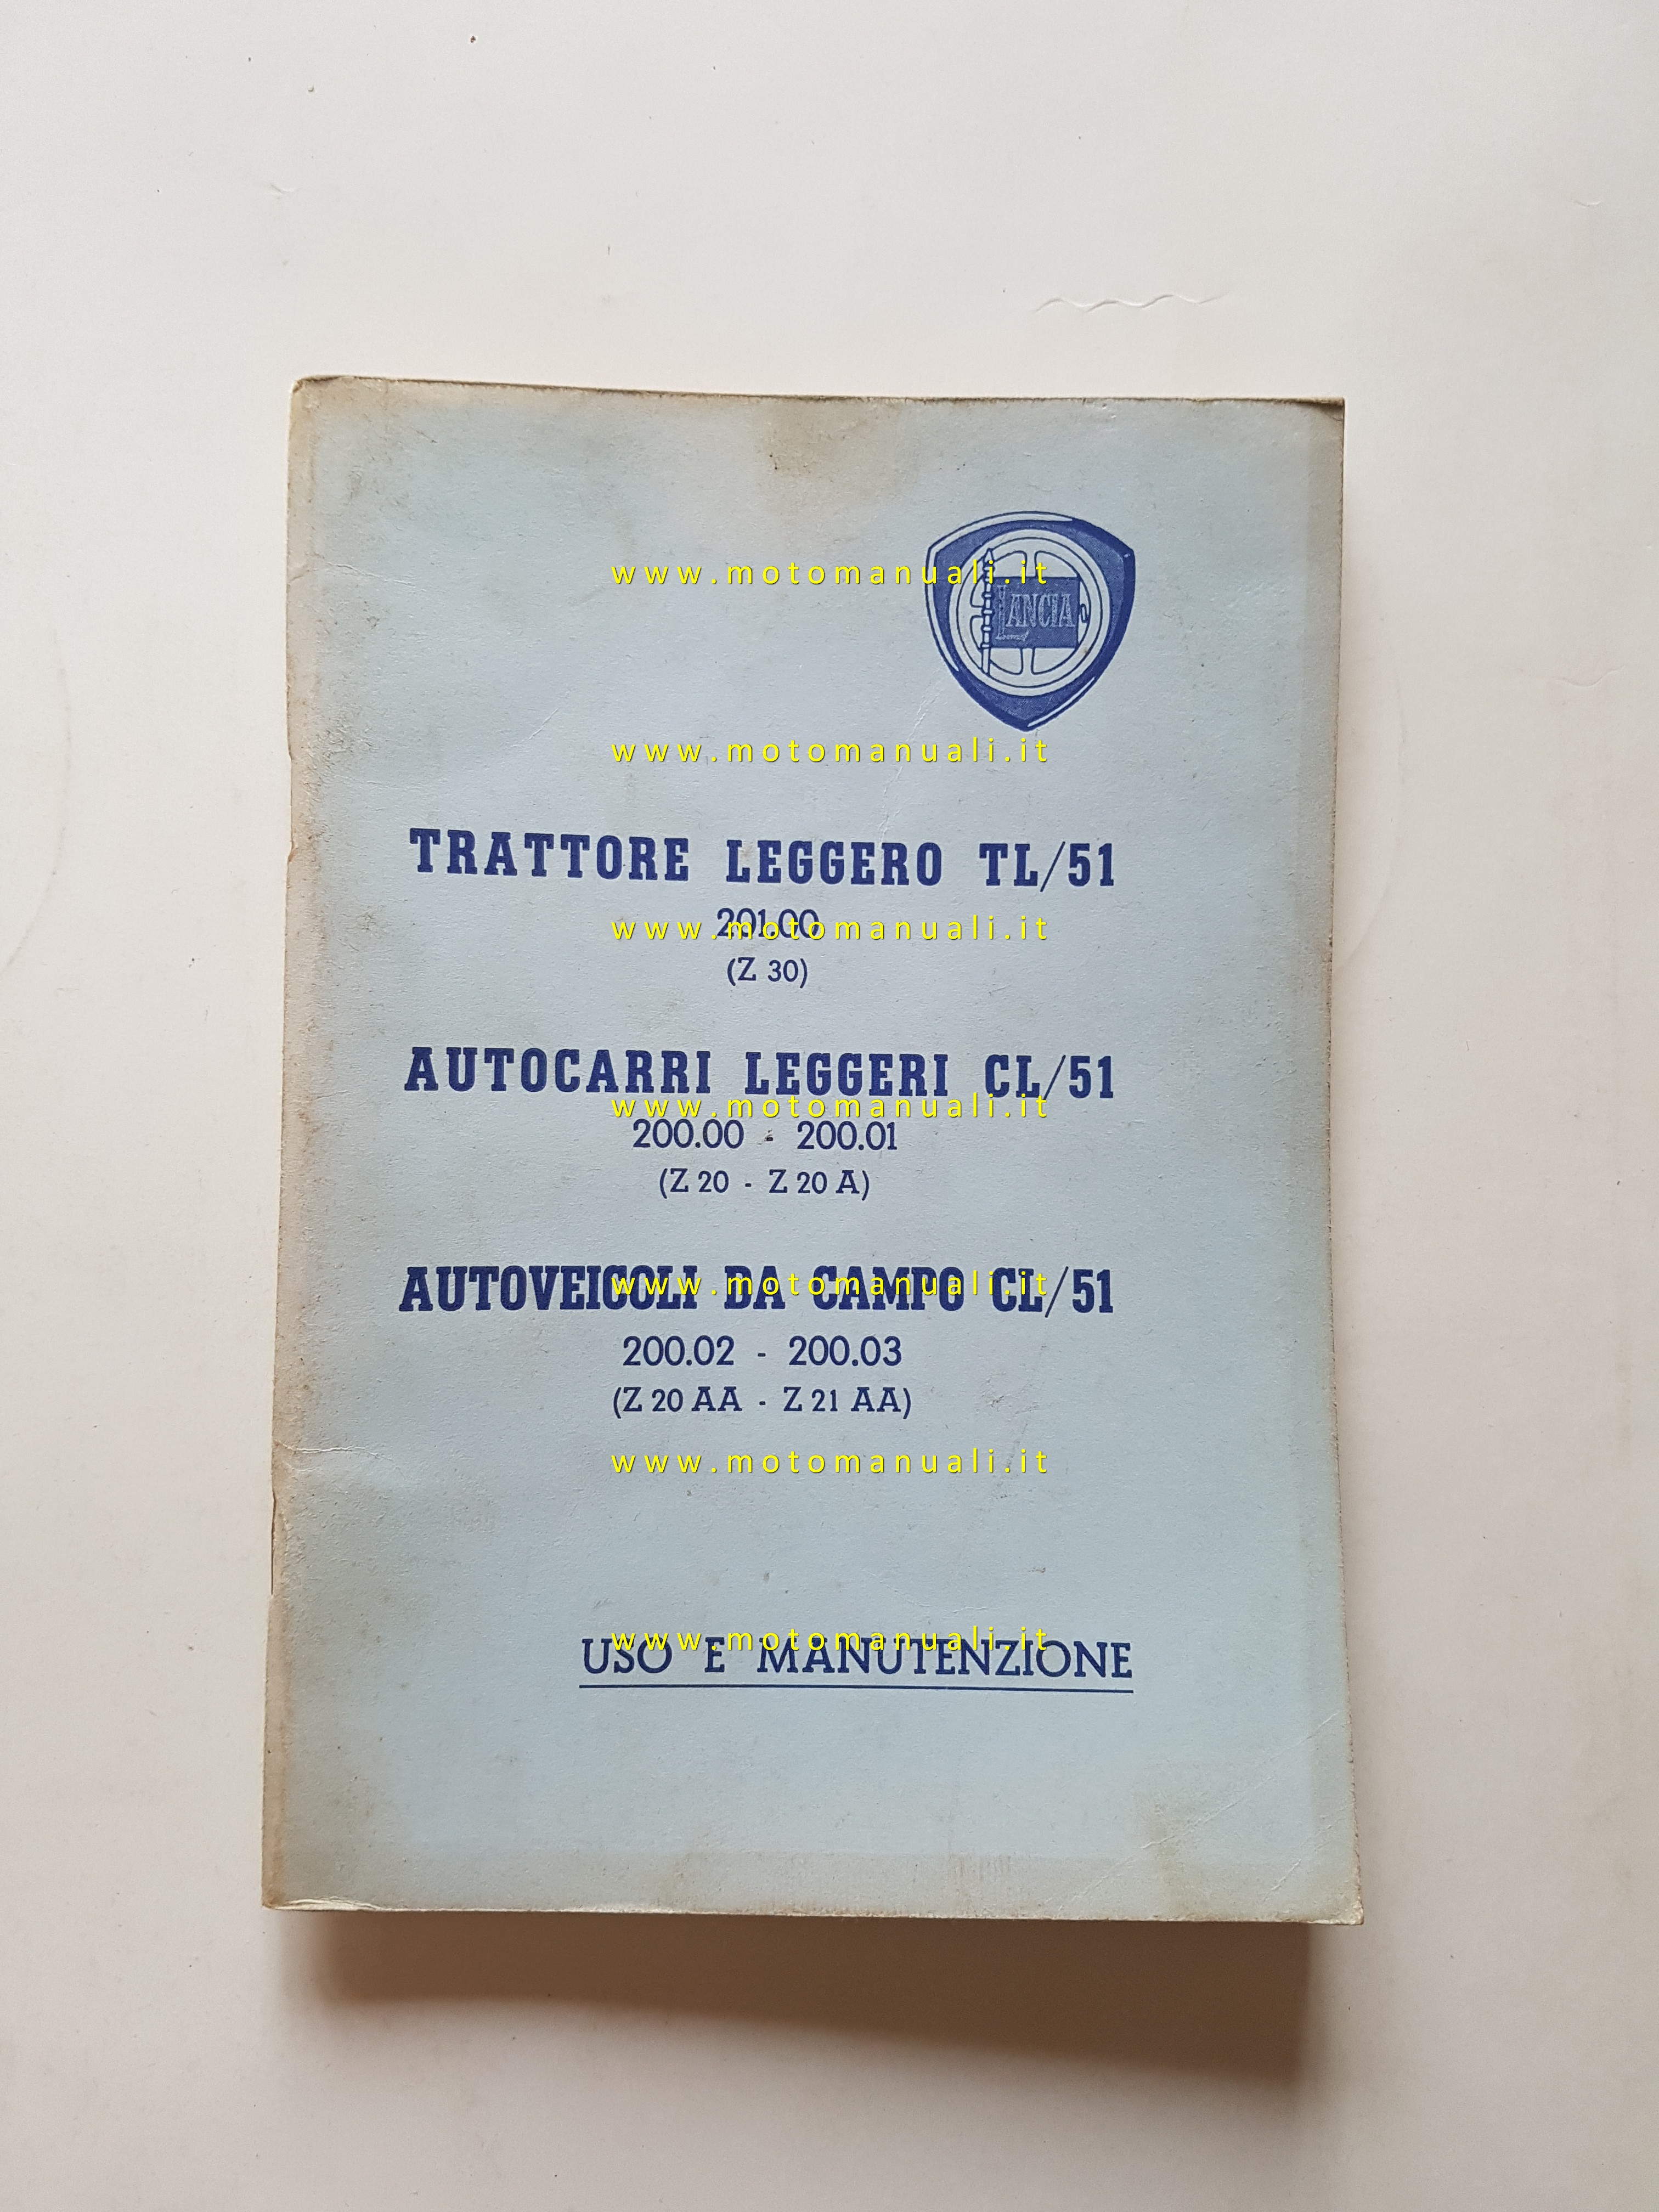 www.motomanuali.it
LANCIA
www.motomanuali.it
TRATTORE LEGGERO TL/51
201.00
www.motomanuali.it
(Z 30)
AUTOCARRI LEGGERI CL/51
www.motomanuali.it
200.00 - 200.01
(Z 20 - Z 20 A)
AUTOVEICOLI DA CAMPO CL/51
www.motomanuali.it
200.02 - 200.03
(Z 20 AA - Z 21 AA)
www.motomanuali.it
www.motomanuali.it
USO E MANUTENZIONE